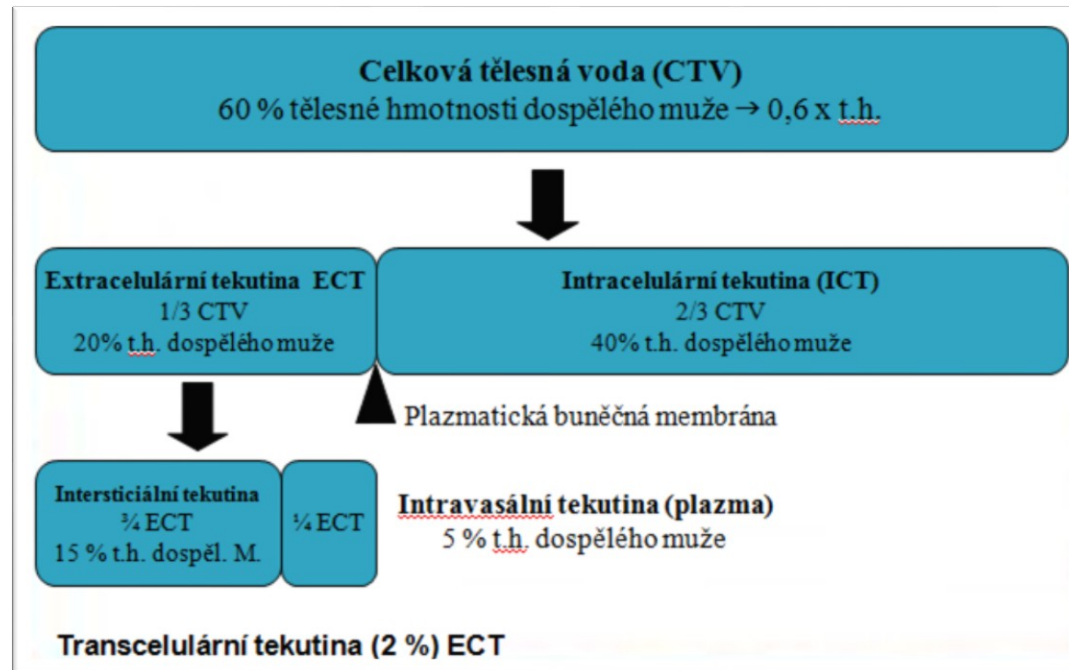 Celková tělesná voda (CTV)
60 % tělesné hmotnosti dospělého muže → 0,6 x t.h.
Extracelulární tekutina ECT
1/3 CTV
20% t.h. dospělého muže
Intracelulární tekutina (ICT)
2/3 CTV
40% t.h. dospělého muže
Plazmatická buněčná membrána
Intersticiální tekutina
¾ ECT
15 % t.h. dospěl. M.
¼ ECT
Intravasální tekutina (plazma)
5 % t.h. dospělého muže
Transcelulární tekutina (2 %) ECT